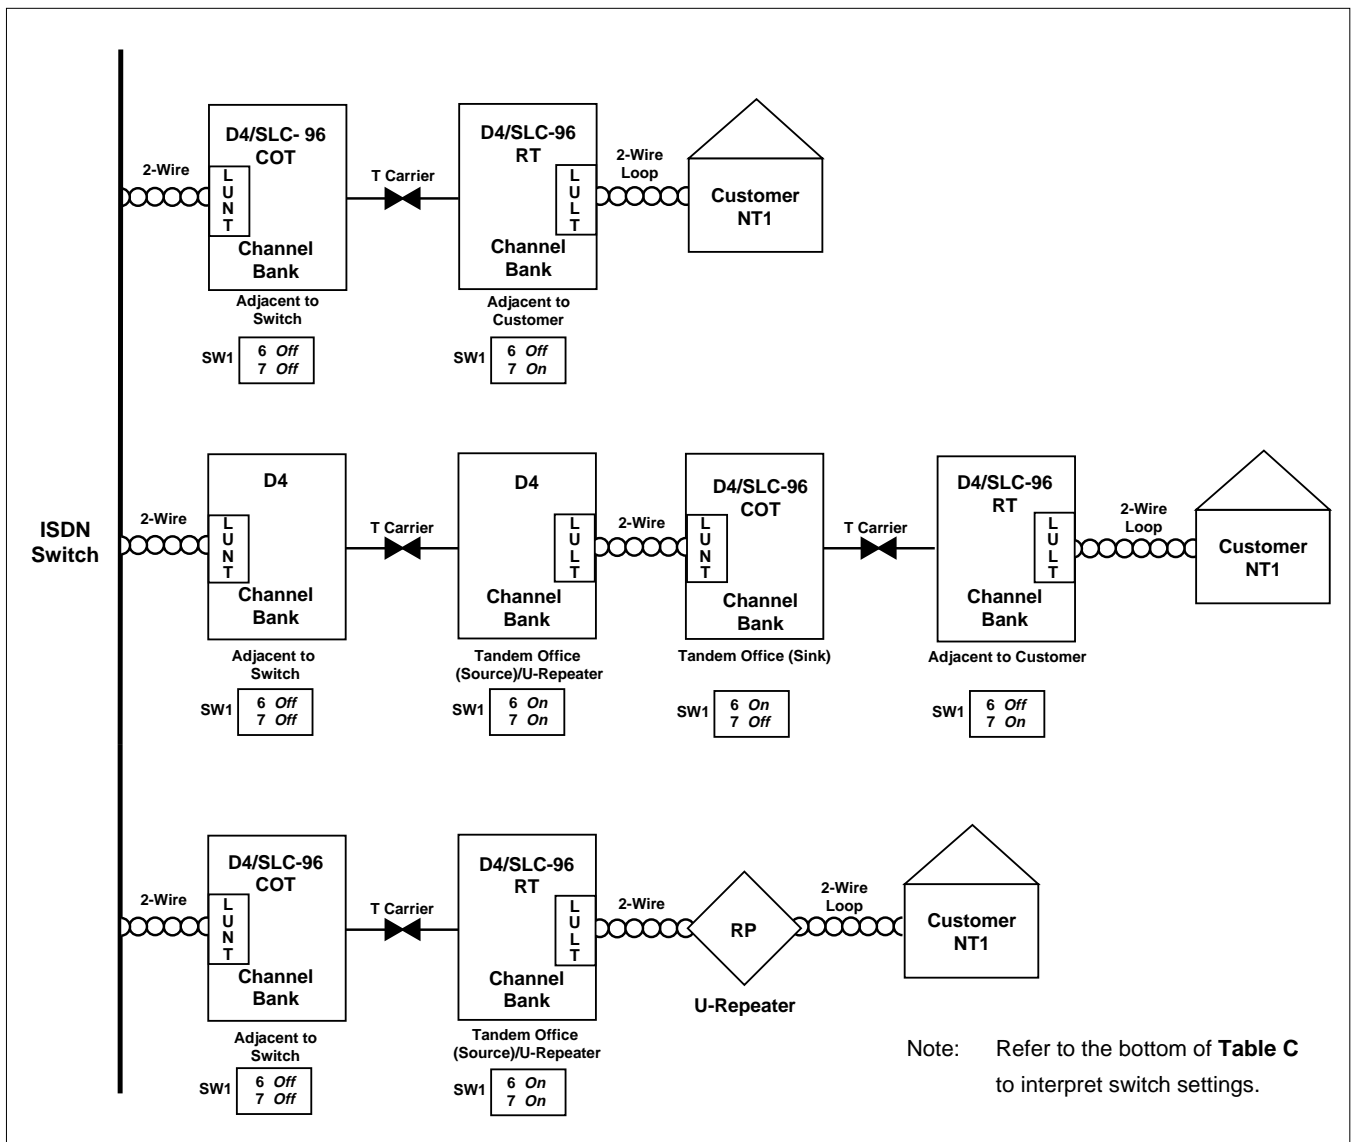 ISDN
Switch
2-Wire
D4/SLC- 96
COT
L
U
N
T
Channel
Bank
Adjacent to
Switch
SW1
6 Off
7 Off
T Carrier
D4/SLC-96
RT
L
U
L
T
Channel
Bank
Adjacent to
Customer
SW1
6 Off
7 On
2-Wire
Loop
Customer
NT1
2-Wire
D4
L
U
N
T
Channel
Bank
Adjacent to
Switch
SW1
6 Off
7 Off
T Carrier
D4
L
U
L
T
Channel
Bank
Tandem Office
(Source)/U-Repeater
SW1
6 On
7 On
2-Wire
D4/SLC-96
COT
L
U
N
T
Channel
Bank
Tandem Office (Sink)
SW1
6 On
7 Off
T Carrier
D4/SLC-96
RT
L
U
L
T
Channel
Bank
Adjacent to Customer
SW1
6 Off
7 On
2-Wire
Loop
Customer
NT1
2-Wire
D4/SLC-96
COT
L
U
N
T
Channel
Bank
Adjacent to
Switch
SW1
6 Off
7 Off
T Carrier
D4/SLC-96
RT
L
U
L
T
Channel
Bank
Tandem Office
(Source)/U-Repeater
SW1
6 On
7 On
2-Wire
RP
U-Repeater
2-Wire
Loop
Customer
NT1
Note: Refer to the bottom of Table C
to interpret switch settings.